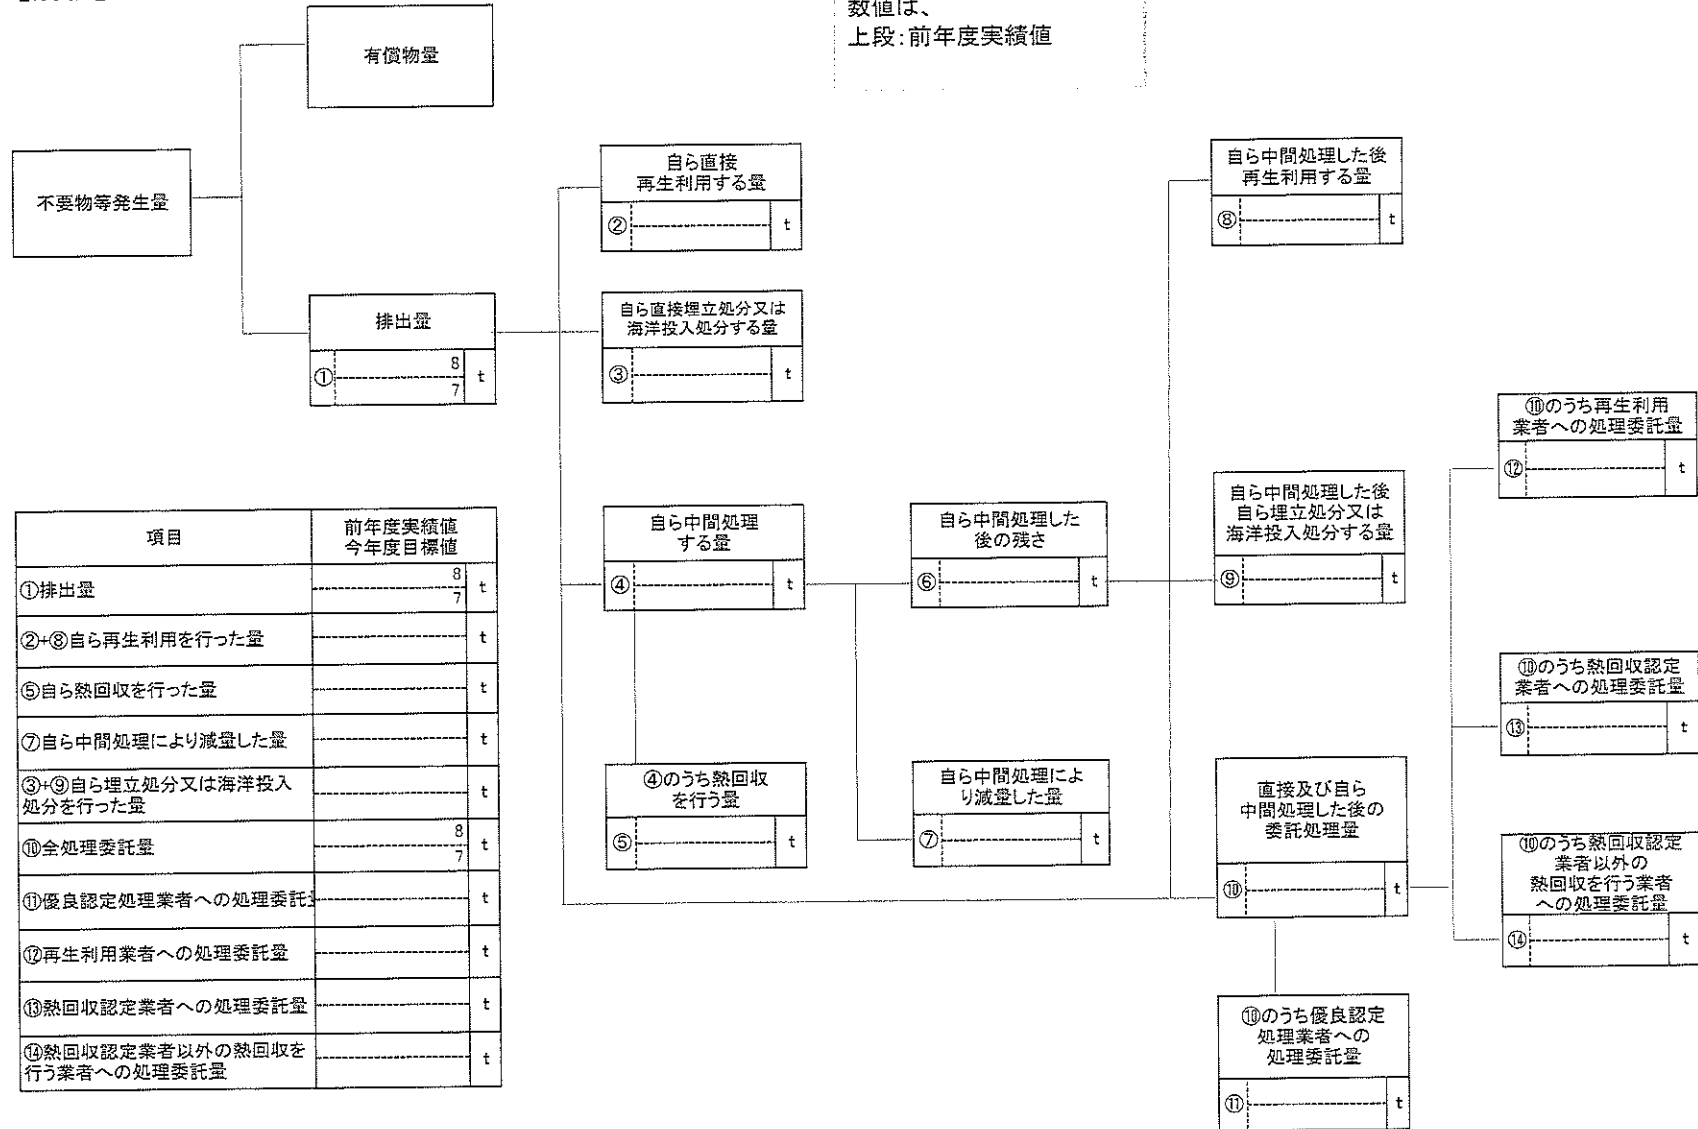 数値は、
上段:前年度実績値
有償物量
不要物等発生量
排出量
①
8
7
t
自ら直接
再生利用する量
②
t
自ら直接埋立処分又は
海洋投入処分する量
③
t
自ら中間処理
する量
④
t
④のうち熱回収
を行う量
⑤
t
自ら中間処理した
後の残さ
⑥
t
自ら中間処理によ
り減量した量
⑦
t
自ら中間処理した後
再生利用する量
⑧
t
自ら中間処理した後
自ら埋立処分又は
海洋投入処分する量
⑨
t
直接及び自ら
中間処理した後の
委託処理量
⑩
t
⑩のうち優良認定
処理業者への
処理委託量
⑪
t
⑩のうち再生利用
業者への処理委託量
⑫
t
⑩のうち熱回収認定
業者への処理委託量
⑬
t
⑩のうち熱回収認定
業者以外の
熱回収を行う業者
への処理委託量
⑭
t
項目
前年度実績値
今年度目標値
①排出量
8
7
t
②+⑧自ら再生利用を行った量
t
⑤自ら熱回収を行った量
t
⑦自ら中間処理により減量した量
t
③+⑨自ら埋立処分又は海洋投入
処分を行った量
t
⑩全処理委託量
8
7
t
⑪優良認定処理業者への処理委託
t
⑫再生利用業者への処理委託量
t
⑬熱回収認定業者への処理委託量
t
⑭熱回収認定業者以外の熱回収を
行う業者への処理委託量
t